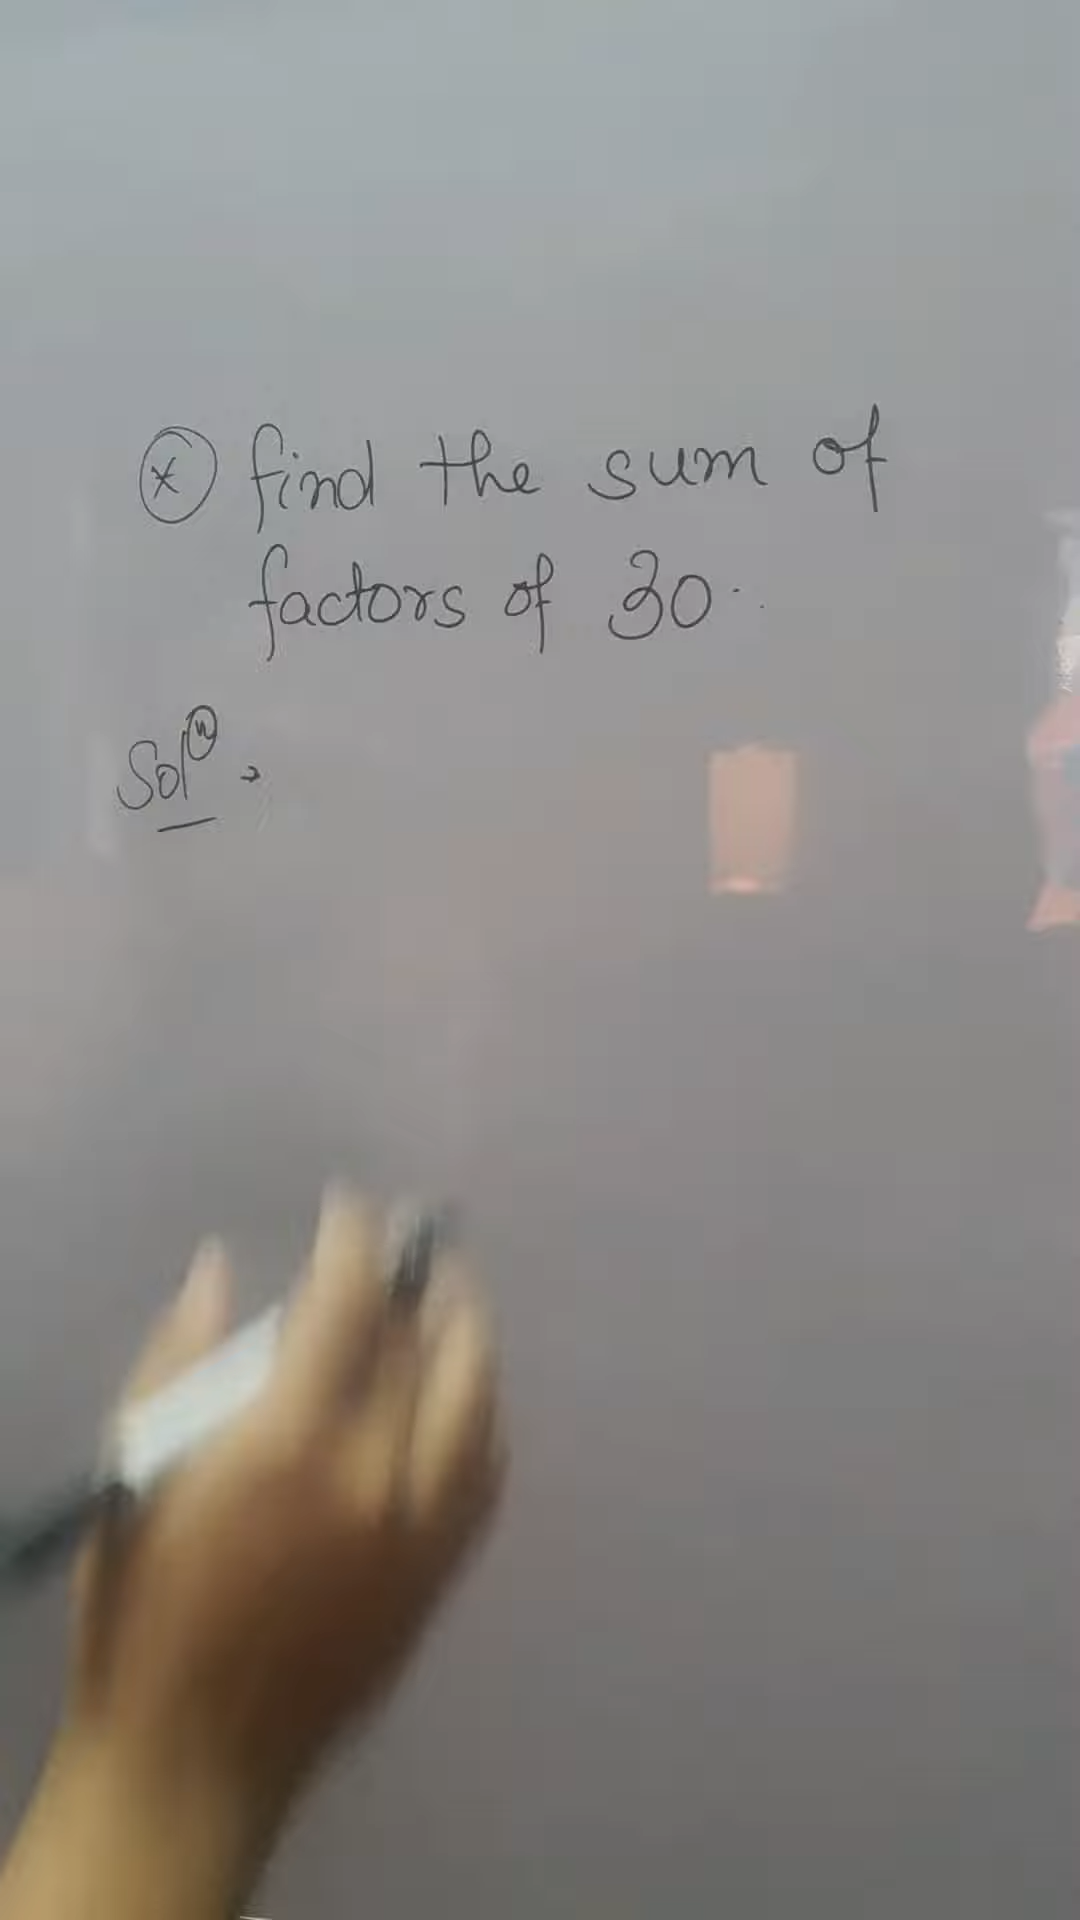 * find the sum of
factors of 30.
Solⁿ →